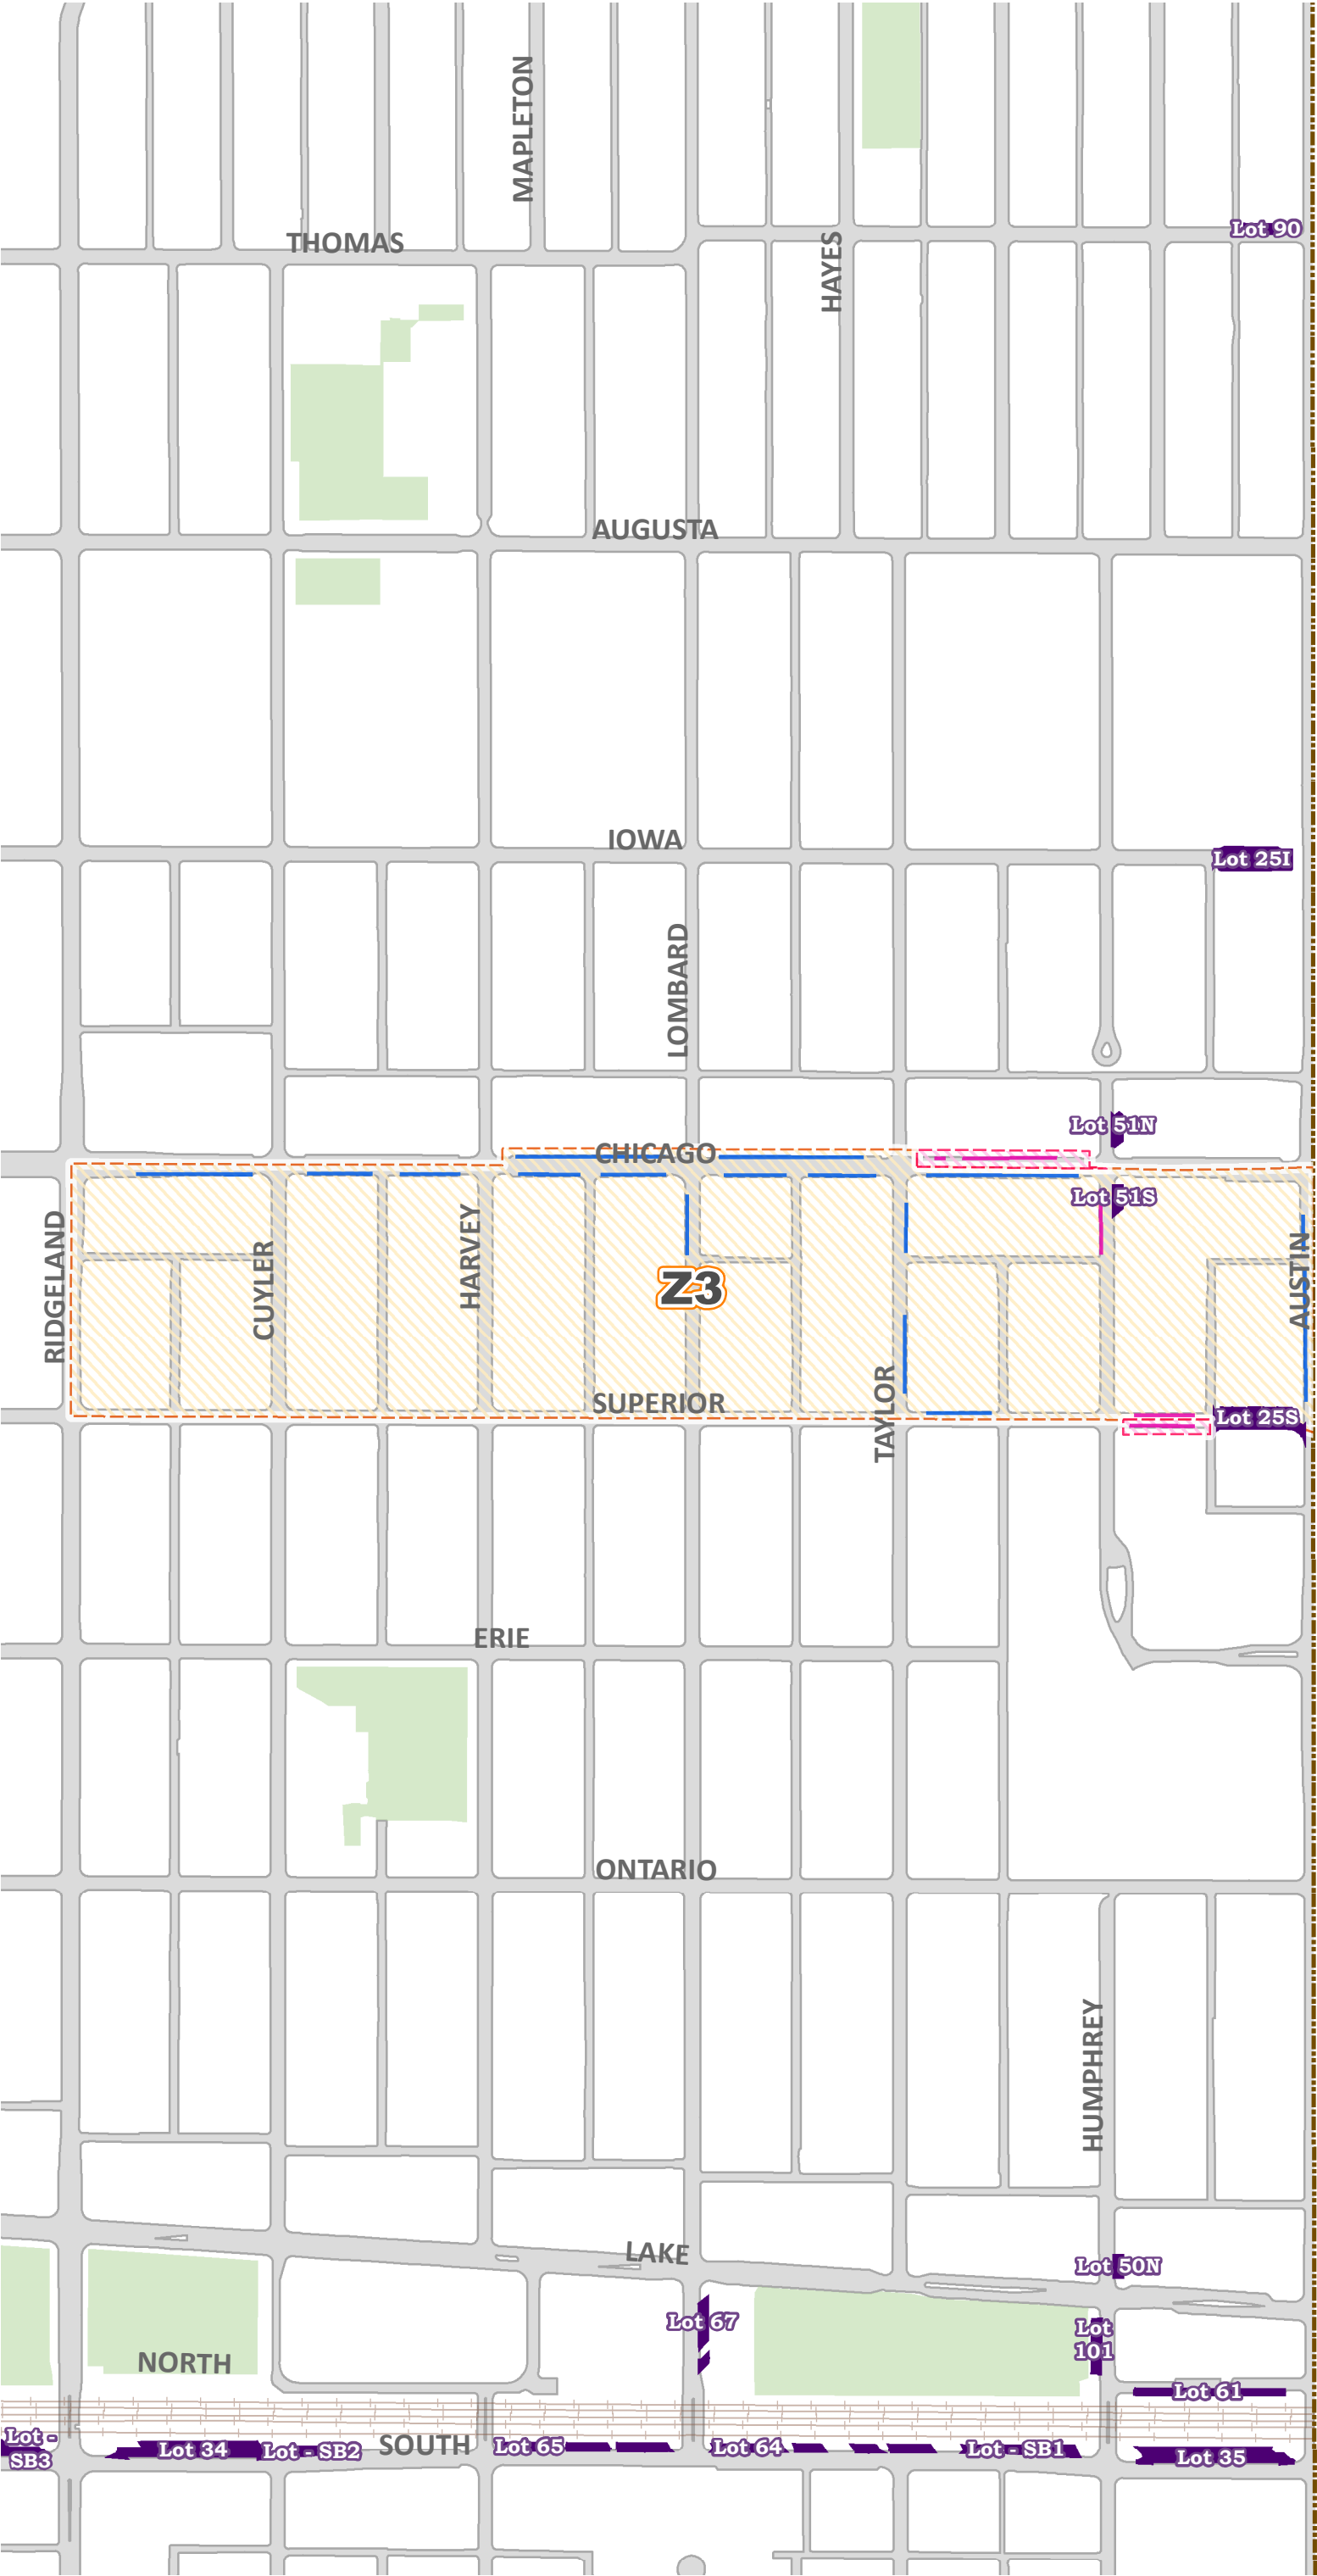 MAPLETON
Lot 90
THOMAS
HAYES
AUGUSTA
IOWA
Lot 25I
LOMBARD
Lot 51N
CHICAGO
Lot 51S
RIDGELAND
CUYLER
HARVEY
Z3
AUSTIN
SUPERIOR
TAYLOR
Lot 25S
ERIE
ONTARIO
HUMPHREY
LAKE
Lot 50N
Lot 67
Lot
101
NORTH
Lot 61
Lot -
SB3
Lot 34
Lot - SB2
SOUTH
Lot 65
Lot 64
Lot - SB1
Lot 35